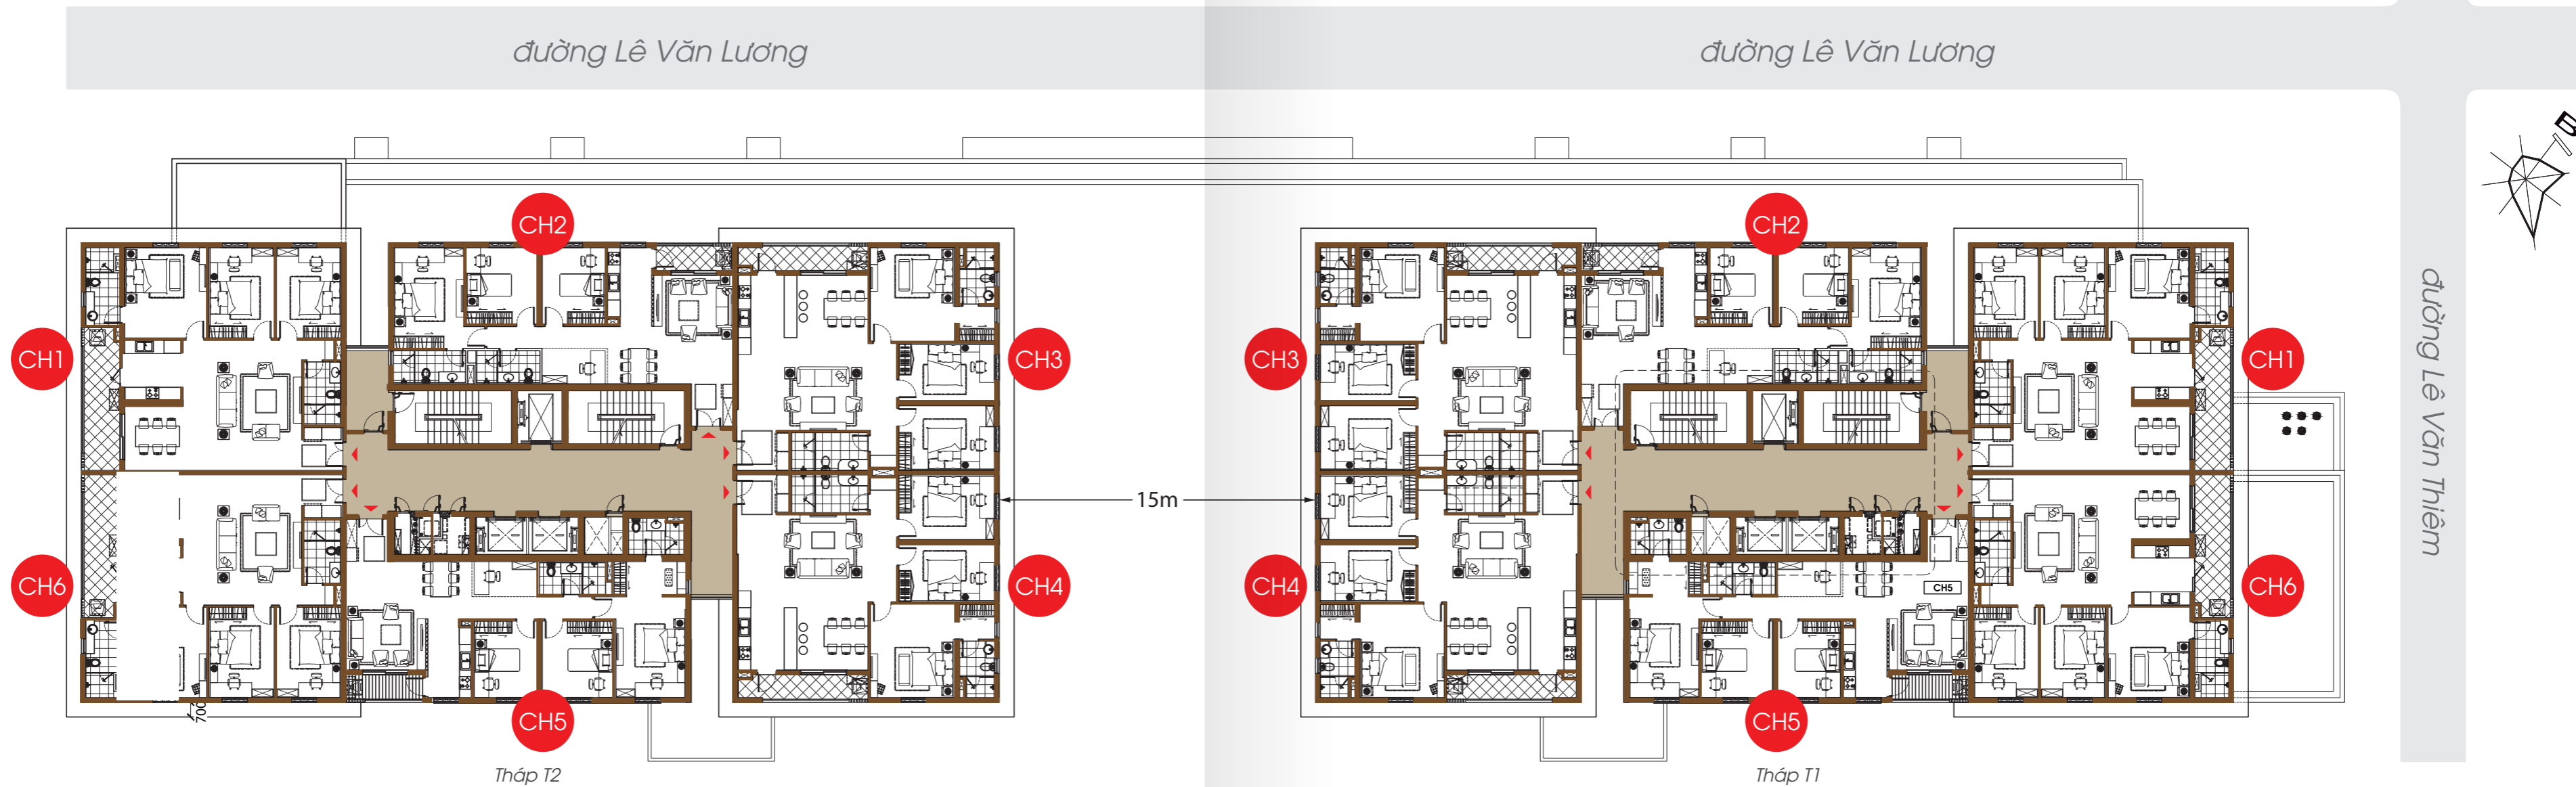 đường Lê Văn Lương
đường Lê Văn Lương
B
CH2
CH2
CH1
CH3
CH3
CH1
đường Lê Văn Thiêm
15m
CH6
CH4
CH4
CH5
CH6
700
CH5
CH5
Tháp T2
Tháp T1